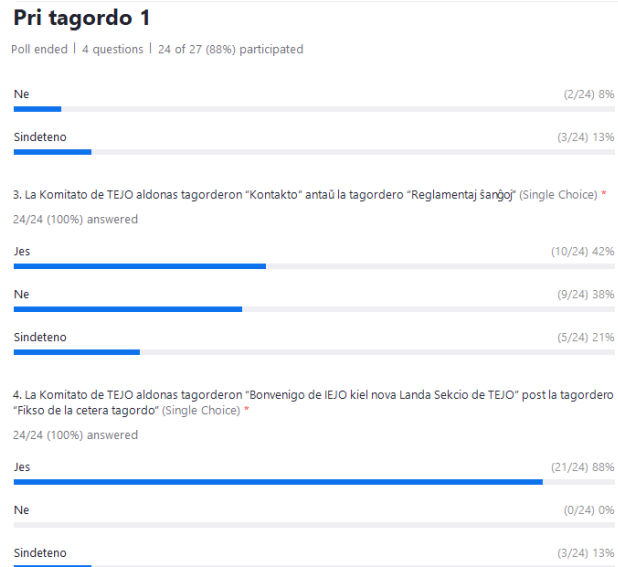 Pri tagordo 1
Poll ended | 4 questions | 24 of 27 (88%) participated
Ne (2/24) 8%
Sindeteno (3/24) 13%
3. La Komitato de TEJO aldonas tagorderon “Kontakto” antaŭ la tagordero “Reglamentaj ŝanĝoj” (Single Choice) *
24/24 (100%) answered
Jes (10/24) 42%
Ne (9/24) 38%
Sindeteno (5/24) 21%
4. La Komitato de TEJO aldonas tagorderon “Bonvenigo de IEJO kiel nova Landa Sekcio de TEJO” post la tagordero
“Fikso de la cetera tagordo” (Single Choice) *
24/24 (100%) answered
Jes (21/24) 88%
Ne (0/24) 0%
Sindeteno (3/24) 13%